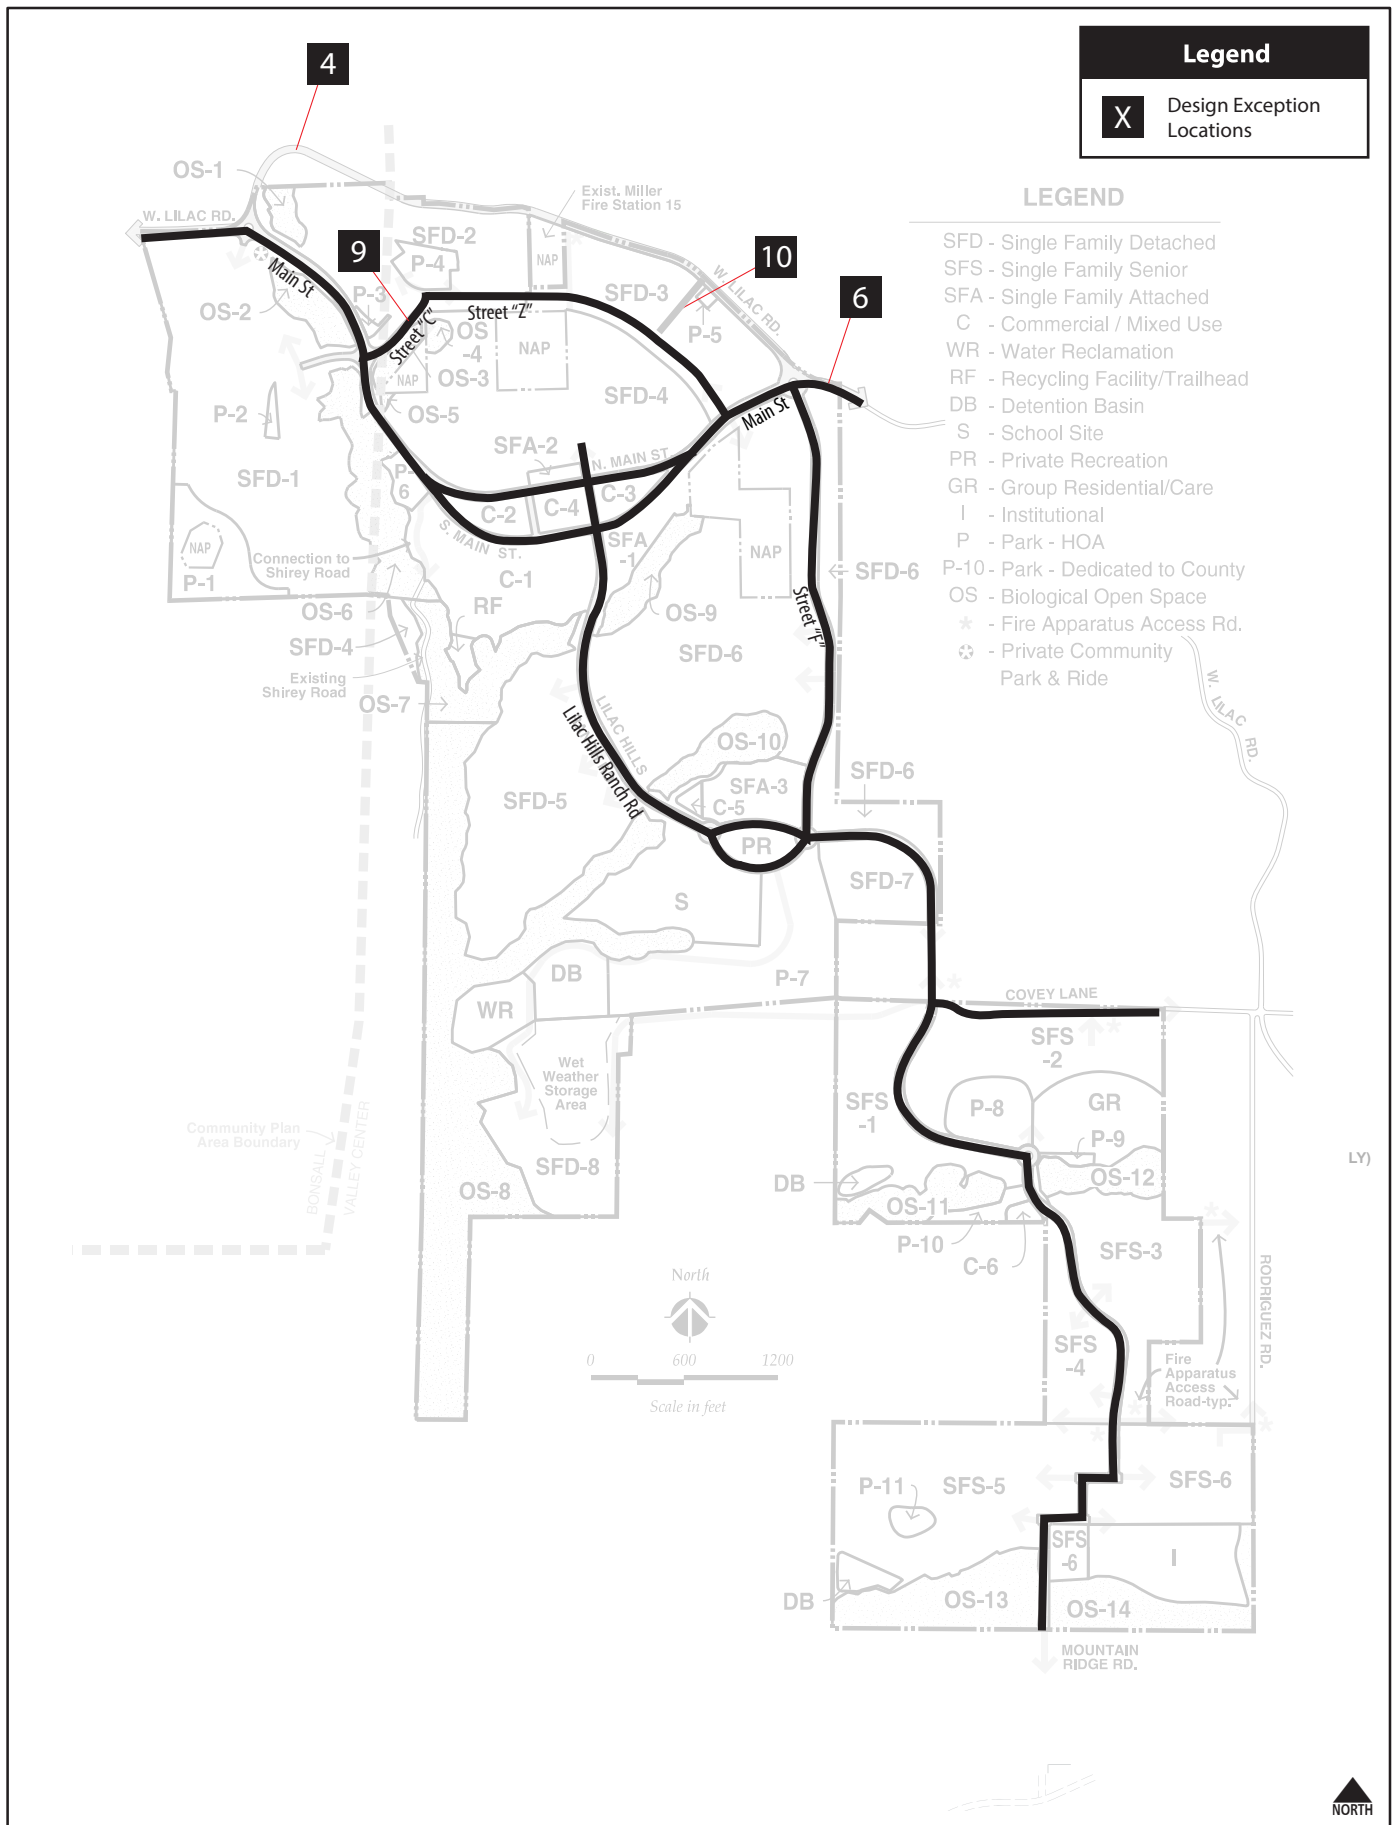 4
Legend
X
Design Exception
Locations
OS-1
W. LILAC RD.
Exist. Miller
Fire Station 15
LEGEND
SFD - Single Family Detached
SFS - Single Family Senior
SFA - Single Family Attached
C - Commercial / Mixed Use
WR - Water Reclamation
RF - Recycling Facility/Trailhead
DB - Detention Basin
S - School Site
PR - Private Recreation
GR - Group Residential/Care
I - Institutional
P - Park - HOA
P-10 - Park - Dedicated to County
OS - Biological Open Space
* - Fire Apparatus Access Rd.
- Private Community
Park & Ride
9
SFD-2
P-4
NAP
10
W. LILAC RD.
6
Main St
OS-2
P-3
Street "C"
Street "Z"
SFD-3
P-5
OS
-4
NAP
NAP
OS-3
OS-5
SFD-4
Main St
P-2
SFD-1
SFA-2
N. MAIN ST.
P-
6
C-2
C-4
C-3
S. MAIN ST.
SFA
-1
NAP
NAP
P-1
Connection to
Shirey Road
C-1
SFD-6
OS-6
RF
OS-9
Street "F"
SFD-4
SFD-6
Existing
Shirey Road
OS-7
LILAC HILLS
Lilac Hills Ranch Rd
W. LILAC RD.
OS-10
SFD-5
SFA-3
C-5
SFD-6
PR
SFD-7
S
DB
P-7
WR
COVEY LANE
SFS
-2
Wet
Weather
Storage
Area
SFS
-1
P-8
GR
Community Plan
Area Boundary
BONSALL
VALLEY CENTER
P-9
LY)
SFD-8
OS-8
DB
OS-12
OS-11
P-10
C-6
SFS-3
RODRIGUEZ RD.
North
0 600 1200
Scale in feet
SFS
-4
Fire
Apparatus
Access
Road-typ.
*
*
*
*
*
*
P-11
SFS-5
SFS-6
SFS
-6
I
DB
OS-13
OS-14
MOUNTAIN
RIDGE RD.
NORTH